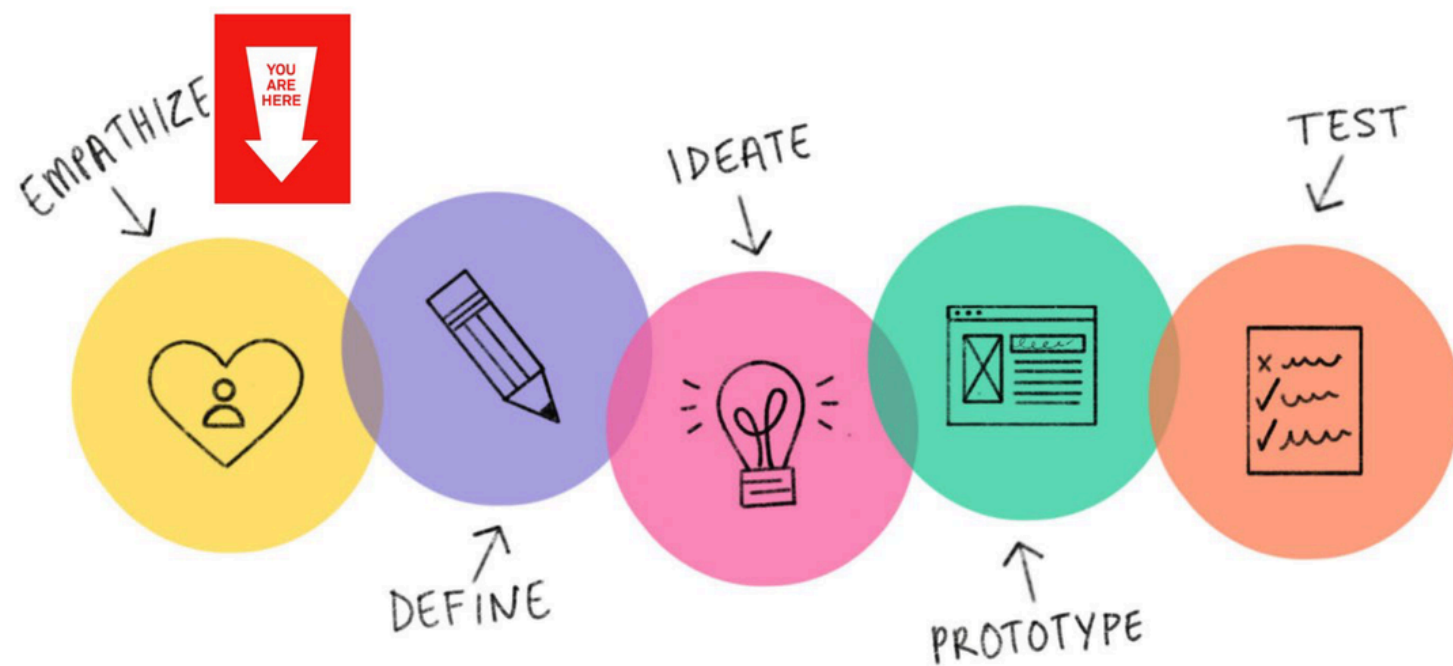 EMPATHIZE
YOU
ARE
HERE
DEFINE
IDEATE
PROTOTYPE
TEST